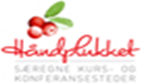 Håndplukket
SÆREGNE KURS- OG
KONFERANSESTEDER